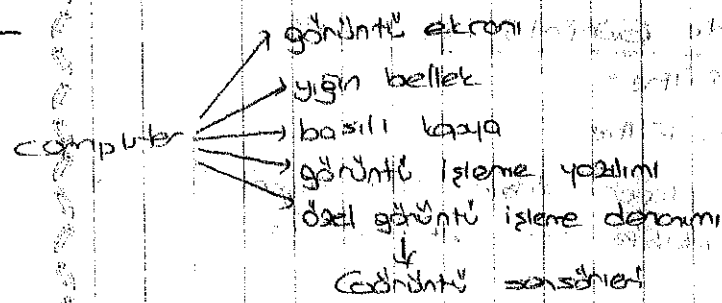 görüntü ekranı
yığın bellek
computer
basılı kopya
görüntü işleme yazılımı
özel görüntü işleme donanımı
Görüntü sensörleri